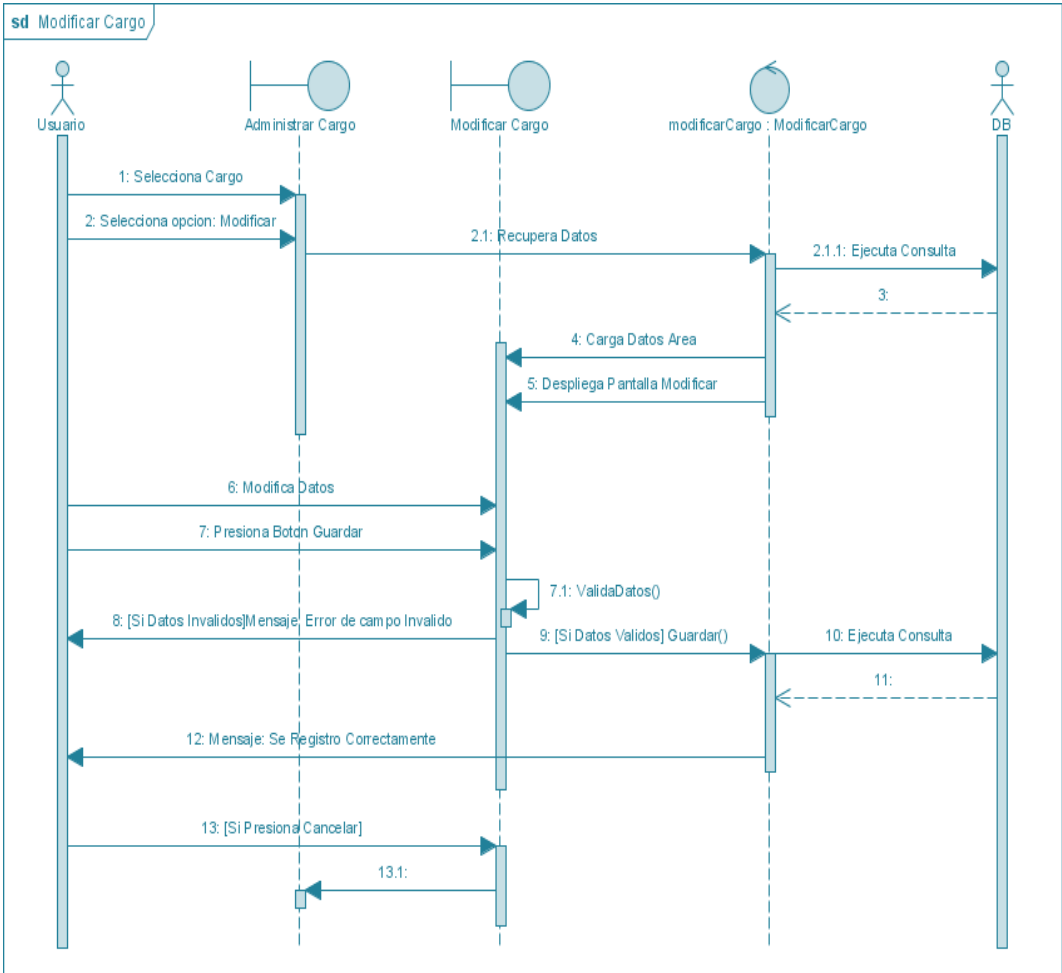 sd Modificar Cargo
Usuario
Administrar Cargo
Modificar Cargo
modificarCargo : ModificarCargo
DB
1: Selecciona Cargo
2: Selecciona opcion: Modificar
2.1: Recupera Datos
2.1.1: Ejecuta Consulta
3:
4: Carga Datos Area
5: Despliega Pantalla Modificar
6: Modifica Datos
7: Presiona Boton Guardar
7.1: ValidaDatos()
8: [Si Datos Invalidos]Mensaje: Error de campo Invalido
9: [Si Datos Validos] Guardar()
10: Ejecuta Consulta
11:
12: Mensaje: Se Registro Correctamente
13: [Si Presiona Cancelar]
13.1: